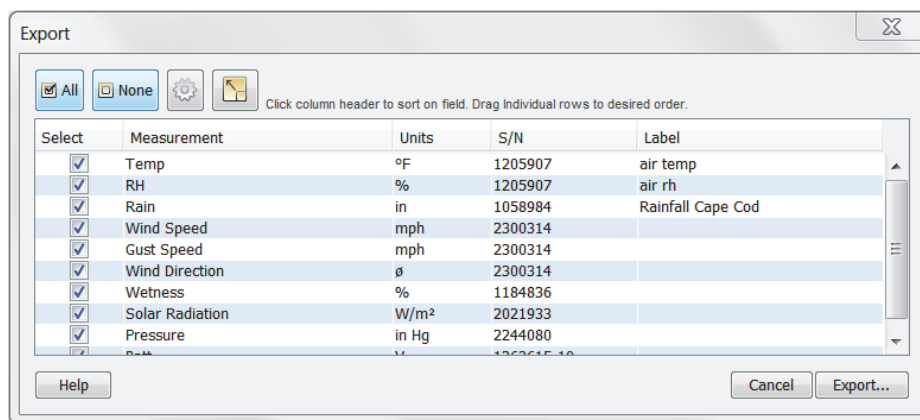 Export
All None Click column header to sort on field. Drag Individual rows to desired order.
Select Measurement Units S/N Label
Temp ºF 1205907 air temp
RH % 1205907 air rh
Rain in 1058984 Rainfall Cape Cod
Wind Speed mph 2300314
Gust Speed mph 2300314
Wind Direction ø 2300314
Wetness % 1184836
Solar Radiation W/m² 2021933
Pressure in Hg 2244080
Help Cancel Export...